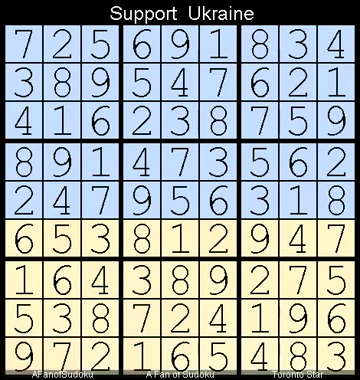 Support Ukraine
7 2 5 6 9 1 8 3 4
3 8 9 5 4 7 6 2 1
4 1 6 2 3 8 7 5 9
8 9 1 4 7 3 5 6 2
2 4 7 9 5 6 3 1 8
6 5 3 8 1 2 9 4 7
1 6 4 3 8 9 2 7 5
5 3 8 7 2 4 1 9 6
9 7 2 1 6 5 4 8 3
AFanofSudoku A Fan of Sudoku Toronto Star